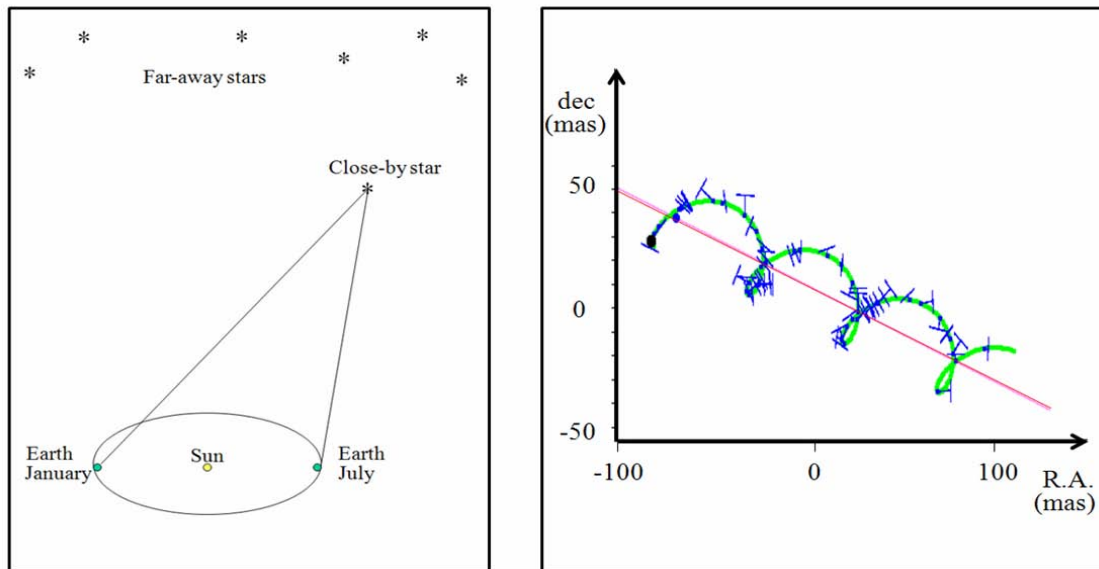 Far-away stars
Close-by star
Earth
January
Sun
Earth
July
dec
(mas)
50
0
-50
-100
0
100
R.A.
(mas)